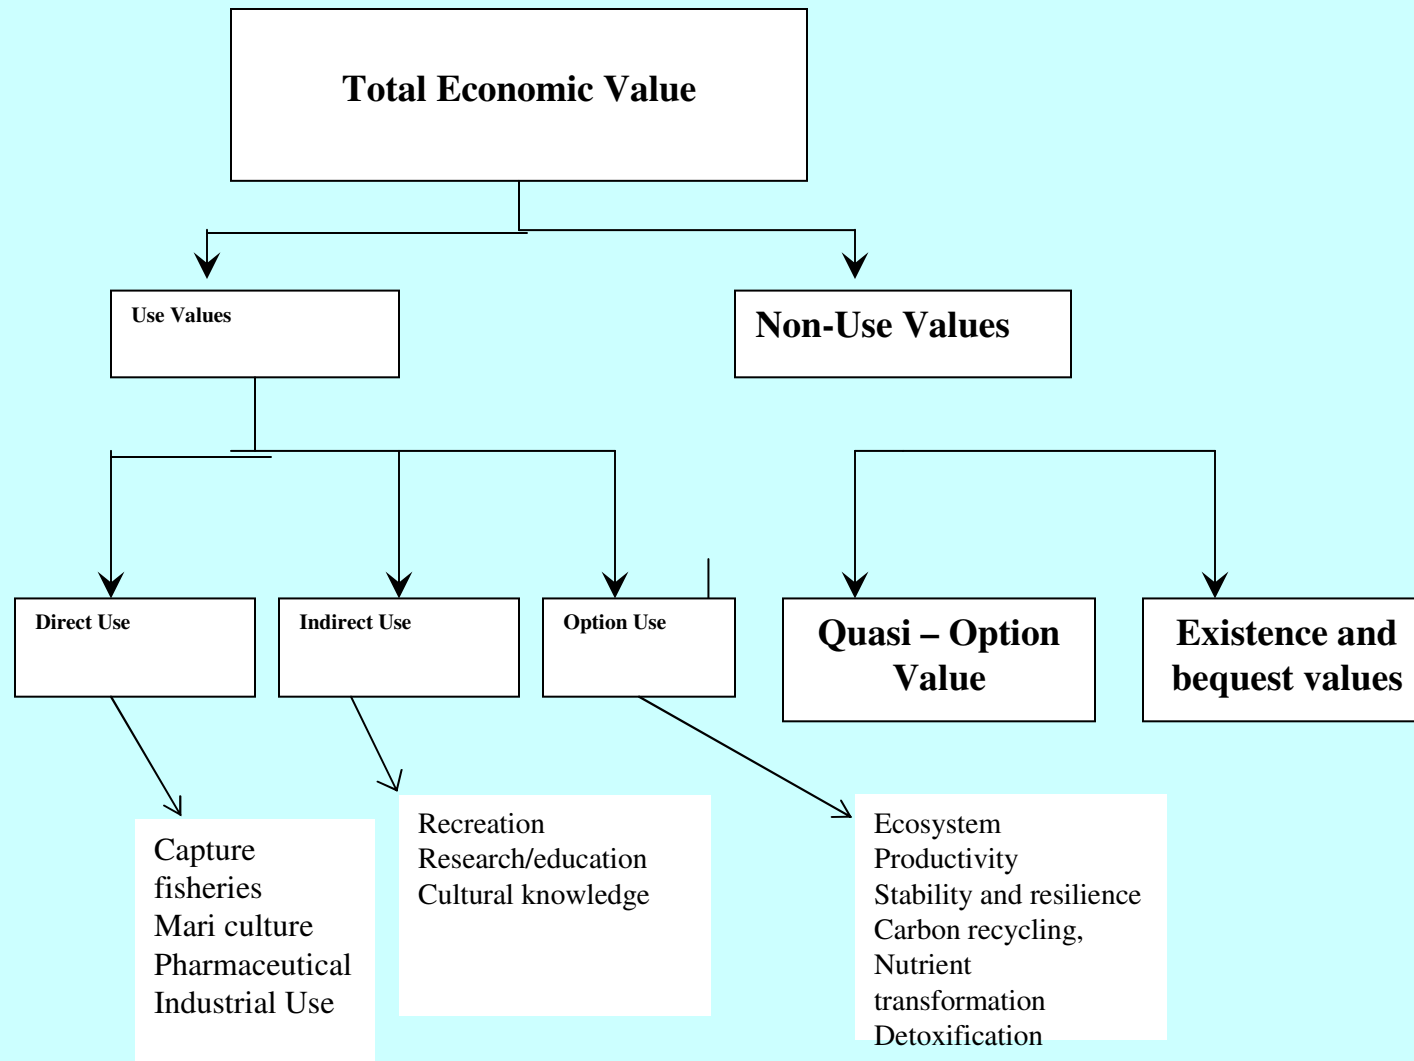 Total Economic Value
Use Values
Non-Use Values
Direct Use
Indirect Use
Option Use
Quasi – Option
Value
Existence and
bequest values
Capture
fisheries
Mari culture
Pharmaceutical
Industrial Use
Recreation
Research/education
Cultural knowledge
Ecosystem
Productivity
Stability and resilience
Carbon recycling,
Nutrient
transformation
Detoxification